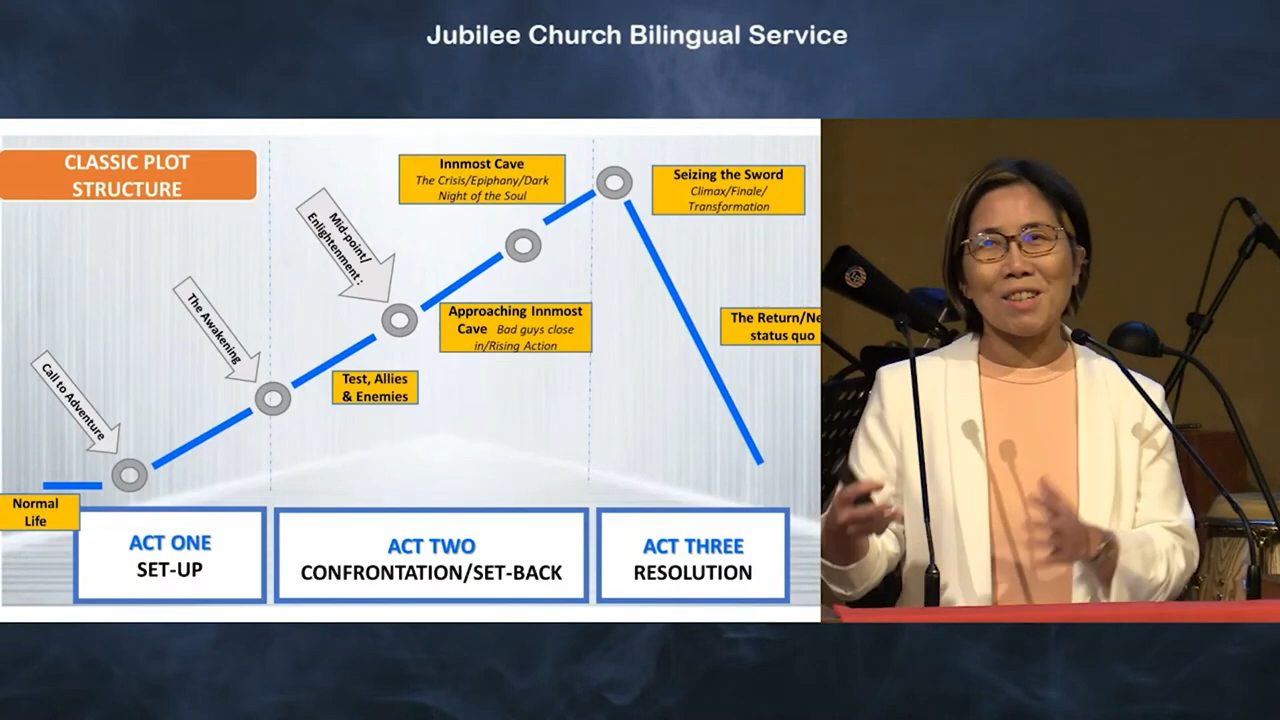 Jubilee Church Bilingual Service
CLASSIC PLOT
STRUCTURE
Innmost Cave
The Crisis/Epiphany/Dark
Night of the Soul
Seizing the Sword
Climax/Finale/
Transformation
Mid-point/
Enlightenment :
The Awakening
Call to Adventure
Approaching Innmost
Cave Bad guys close
in/Rising Action
The Return/Ne
status quo
Test, Allies
& Enemies
Normal
Life
ACT ONE
SET-UP
ACT TWO
CONFRONTATION/SET-BACK
ACT THREE
RESOLUTION